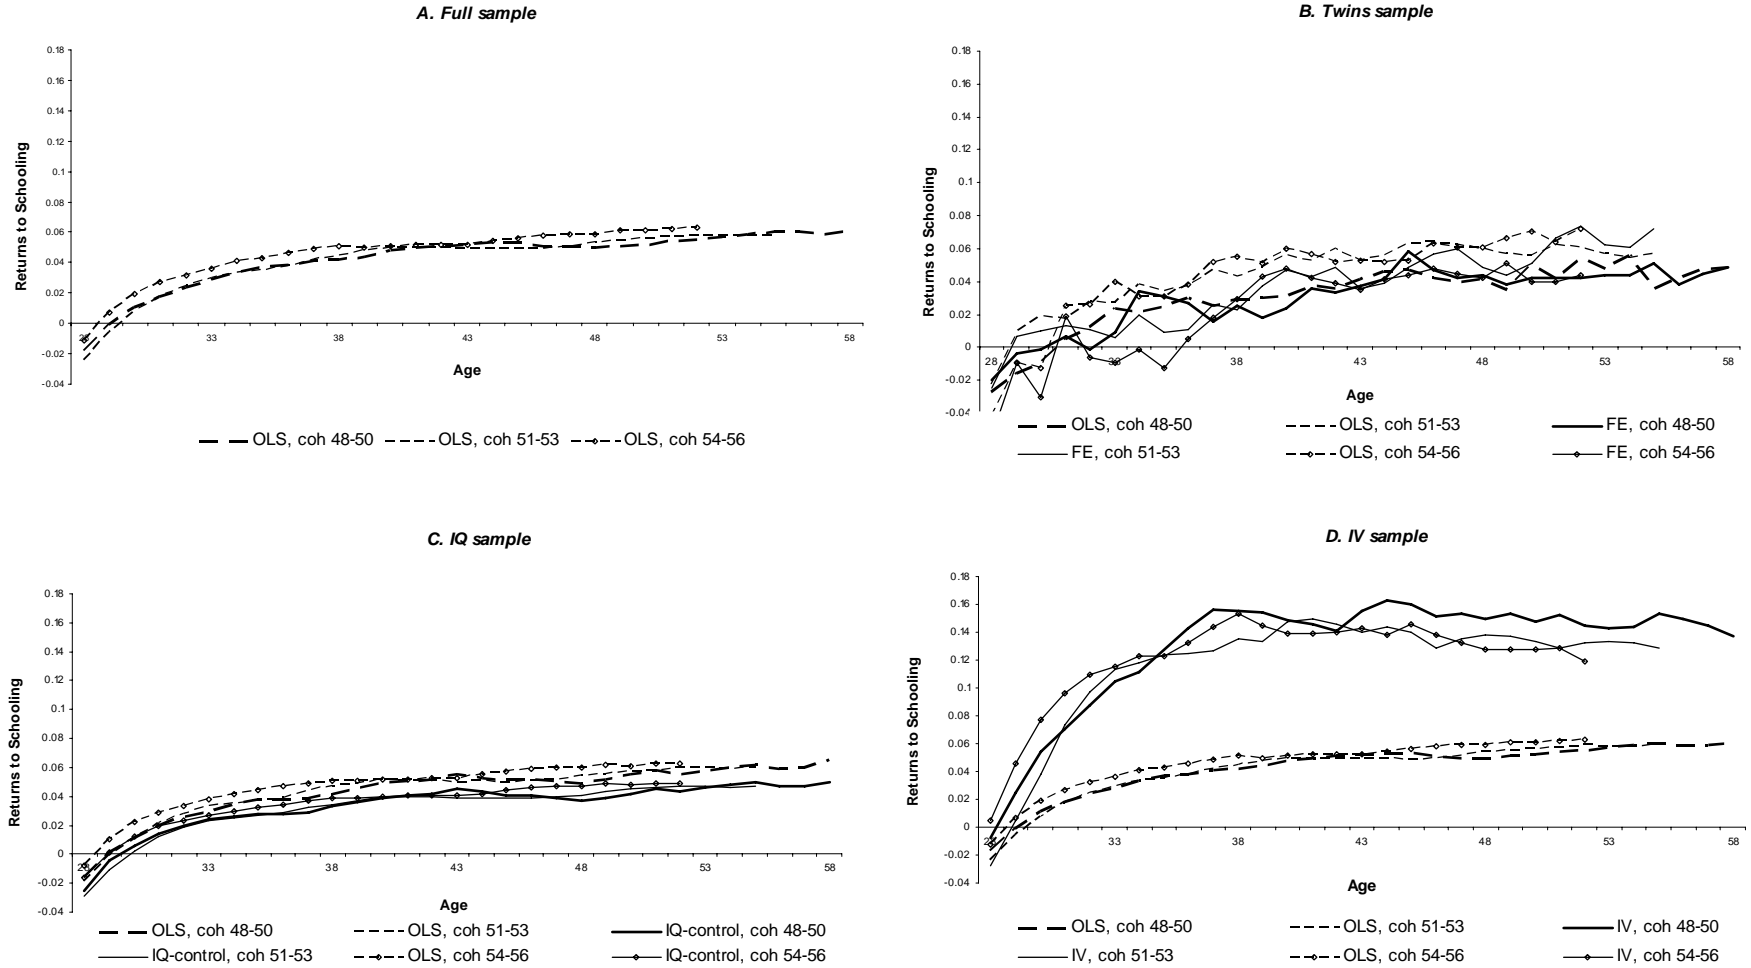 A. Full sample
0.18
0.16
0.14
0.12
0.1
0.08
0.06
0.04
0.02
0
-0.02
-0.04
Returns to Schooling
28 33 38 43 48 53 58
Age
OLS, coh 48-50 OLS, coh 51-53 OLS, coh 54-56
B. Twins sample
0.18
0.16
0.14
0.12
0.1
0.08
0.06
0.04
0.02
0
-0.02
-0.04
Returns to Schooling
28 33 38 43 48 53 58
Age
OLS, coh 48-50 OLS, coh 51-53 FE, coh 48-50
FE, coh 51-53 OLS, coh 54-56 FE, coh 54-56
C. IQ sample
0.18
0.16
0.14
0.12
0.1
0.08
0.06
0.04
0.02
0
-0.02
-0.04
Returns to Schooling
28 33 38 43 48 53 58
Age
OLS, coh 48-50 OLS, coh 51-53 IQ-control, coh 48-50
IQ-control, coh 51-53 OLS, coh 54-56 IQ-control, coh 54-56
D. IV sample
0.18
0.16
0.14
0.12
0.1
0.08
0.06
0.04
0.02
0
-0.02
-0.04
Returns to Schooling
28 33 38 43 48 53 58
Age
OLS, coh 48-50 OLS, coh 51-53 IV, coh 48-50
IV, coh 51-53 OLS, coh 54-56 IV, coh 54-56